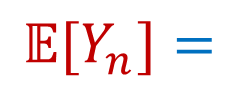 𝔼[Yₙ] =